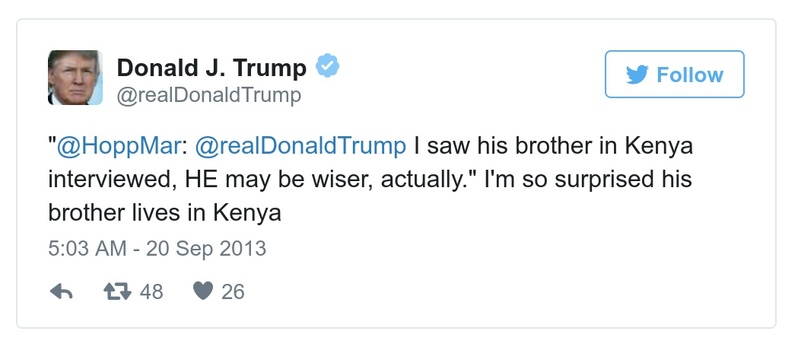 Donald J. Trump
@realDonaldTrump
Follow
"@HoppMar: @realDonaldTrump I saw his brother in Kenya
interviewed, HE may be wiser, actually." I'm so surprised his
brother lives in Kenya
5:03 AM - 20 Sep 2013
48 26